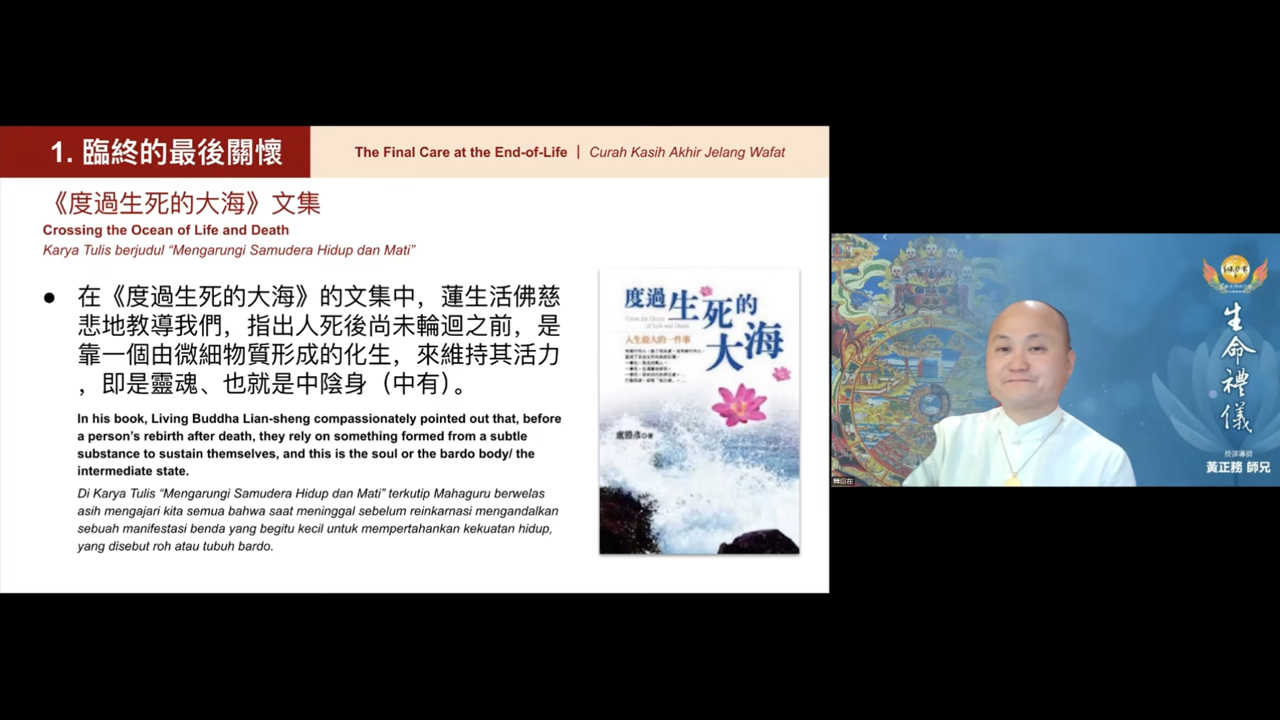 1. 臨終的最後關懷
The Final Care at the End-of-Life | Curah Kasih Akhir Jelang Wafat
《度過生死的大海》文集
Crossing the Ocean of Life and Death
Karya Tulis berjudul “Mengarungi Samudera Hidup dan Mati”
● 在《度過生死的大海》的文集中，蓮生活佛慈
悲地教導我們，指出人死後尚未輪迴之前，是
靠一個由微細物質形成的化生，來維持其活力
，即是靈魂、也就是中陰身（中有）。
In his book, Living Buddha Lian-sheng compassionately pointed out that, before
a person’s rebirth after death, they rely on something formed from a subtle
substance to sustain themselves, and this is the soul or the bardo body/ the
intermediate state.
Di Karya Tulis “Mengarungi Samudera Hidup dan Mati” terkutip Mahaguru berwelas
asih mengajari kita semua bahwa saat meninggal sebelum reinkarnasi mengandalkan
sebuah manifestasi benda yang begitu kecil untuk mempertahankan kekuatan hidup,
yang disebut roh atau tubuh bardo.
度過生死的大海
人生最大的一件事
盧勝彥◎著
生命禮儀
授課導師
黃正務 師兄